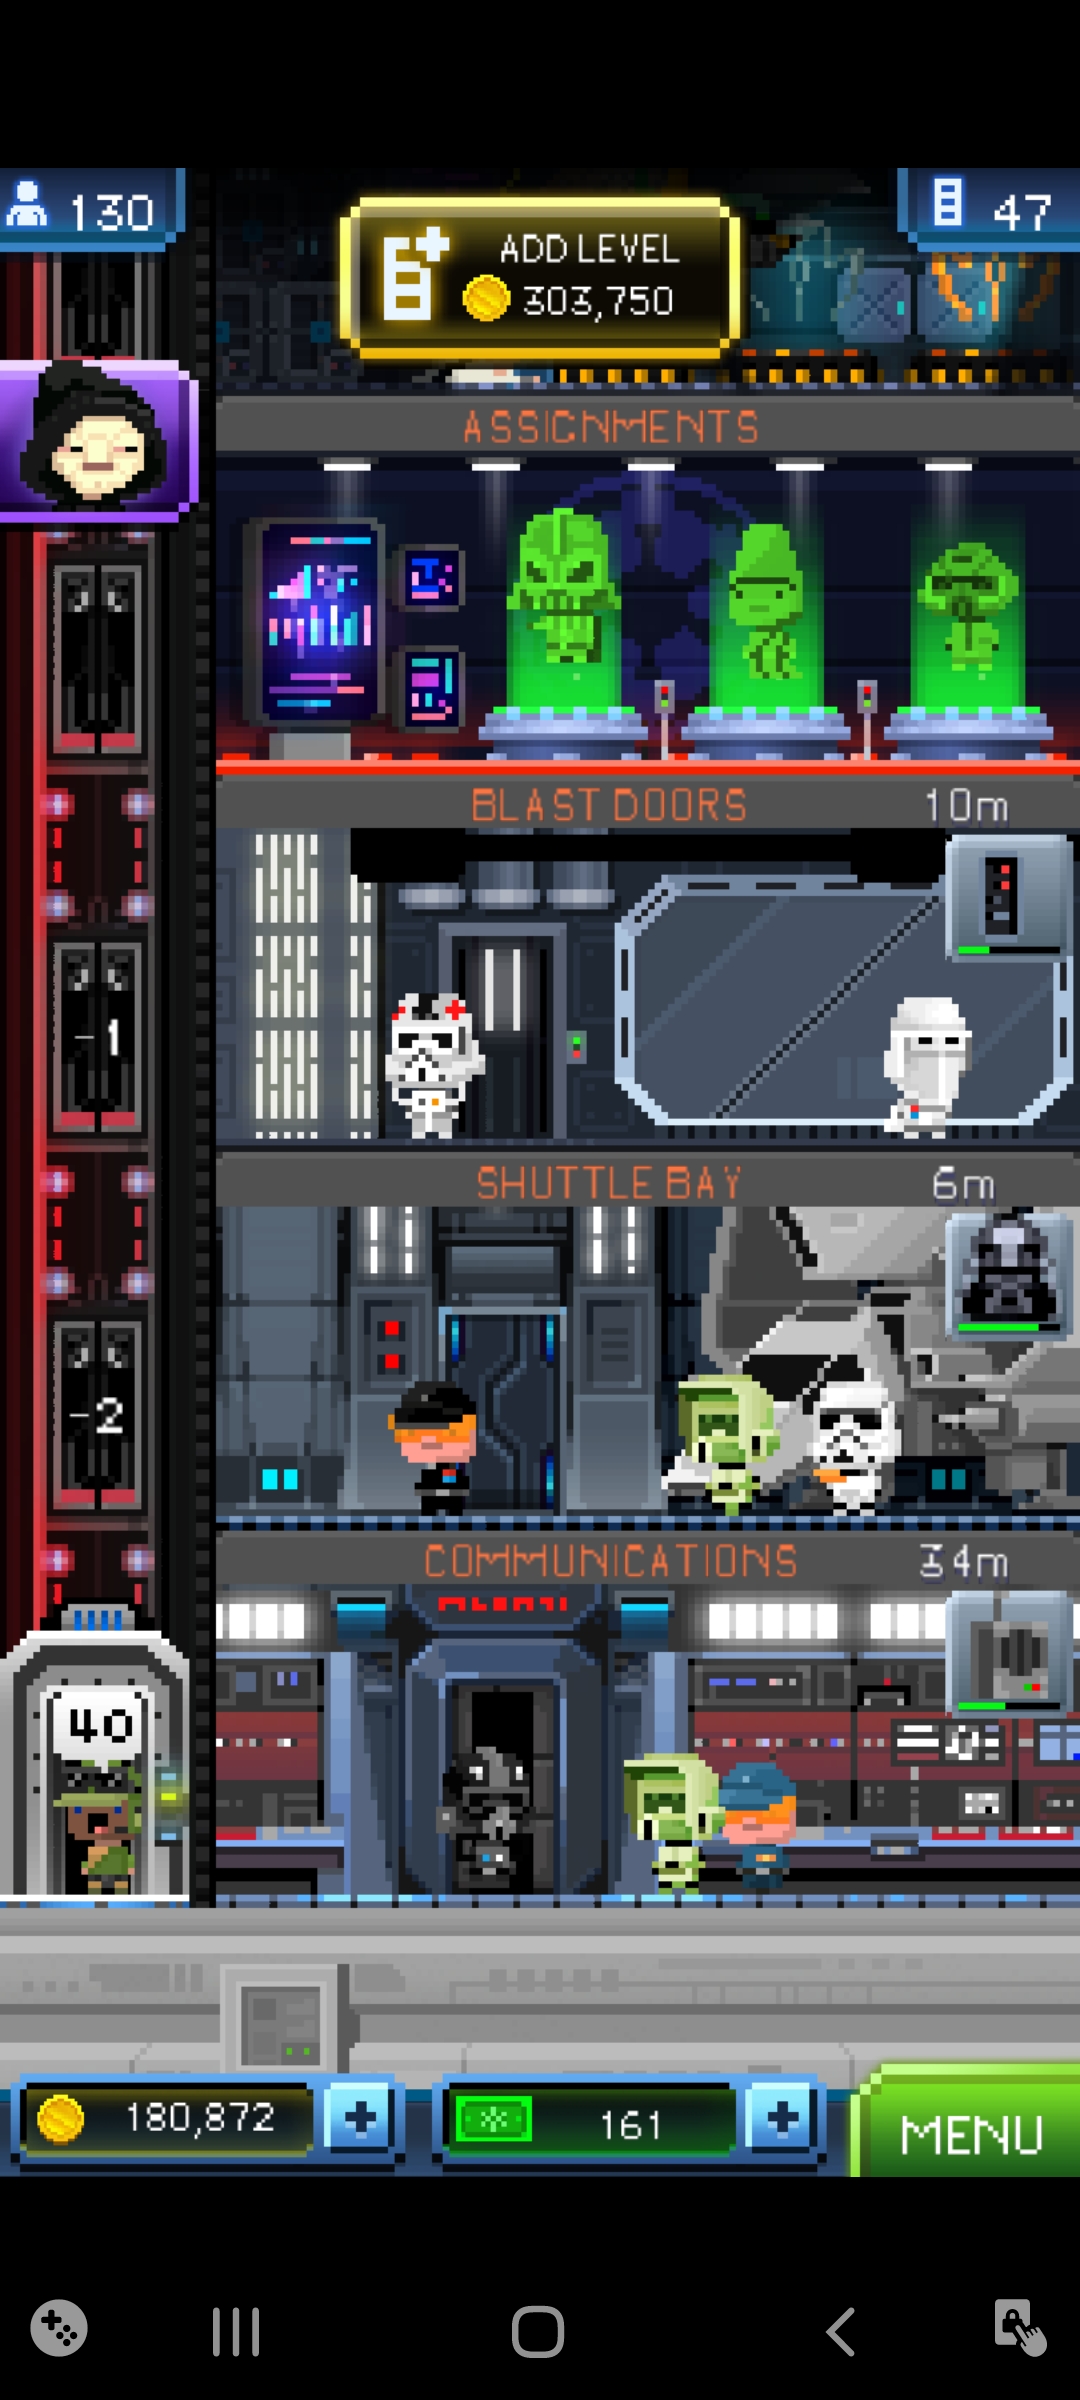 130
ADD LEVEL
303,750
47
ASSIGNMENTS
BLAST DOORS 10m
-1
SHUTTLE BAY 6m
-2
COMMUNICATIONS 34m
40
180,872
161
MENU